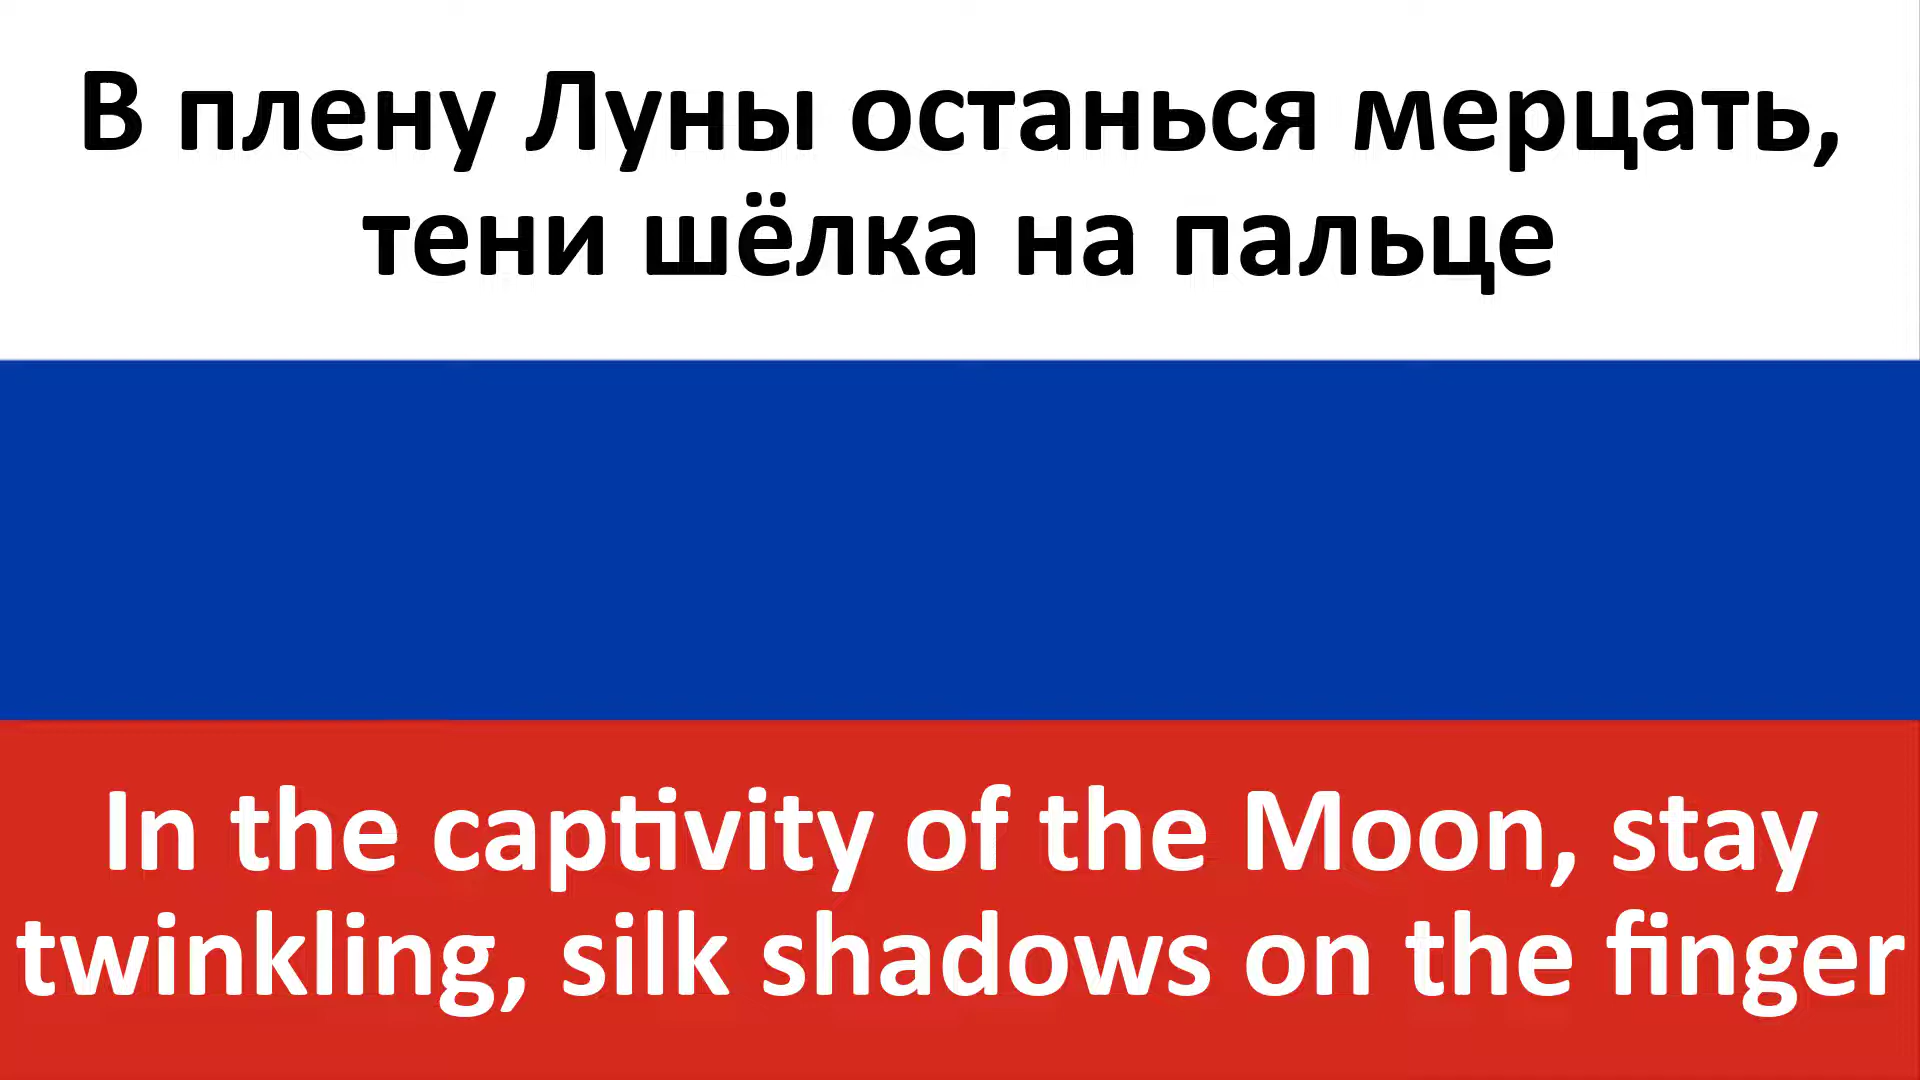 В плену Луны останься мерцать,
тени шёлка на пальце
In the captivity of the Moon, stay
twinkling, silk shadows on the finger